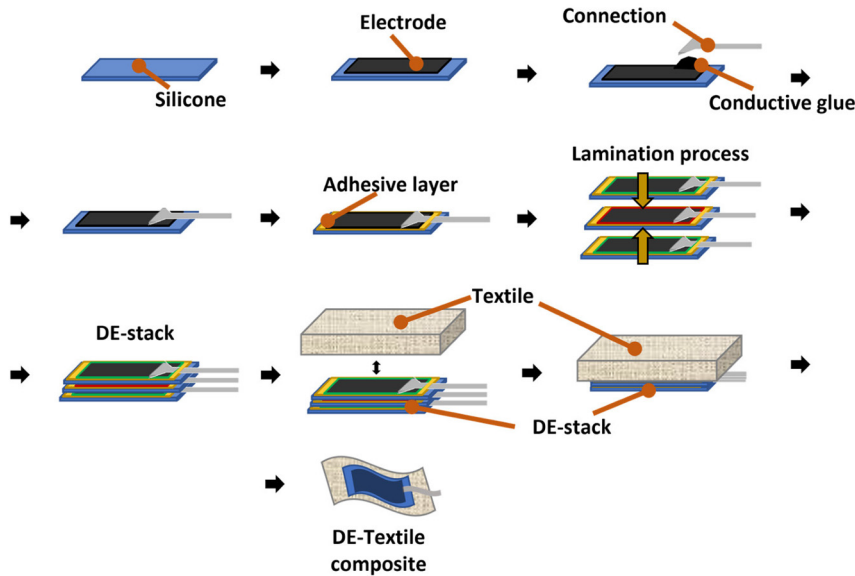 Silicone
Electrode
Connection
Conductive glue
Adhesive layer
Lamination process
DE-stack
Textile
DE-stack
DE-Textile
composite